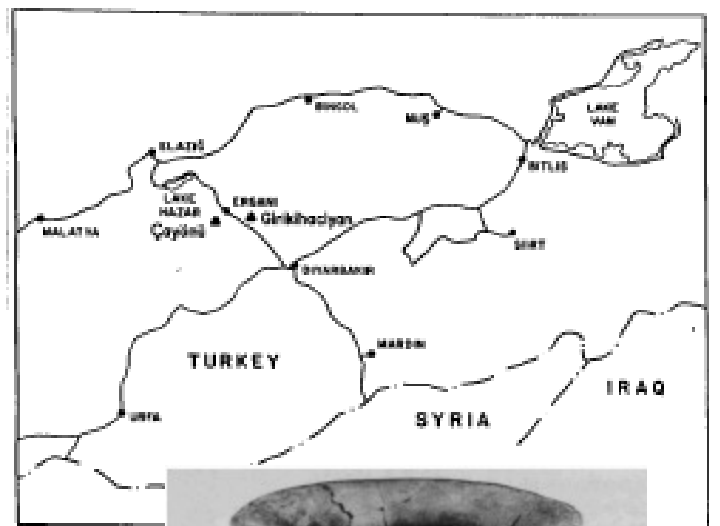 BINGOL
MUŞ
LAKE VAN
ELAZIĞ
BITLIS
LAKE HAZAR
ERGANI
Girikihaciyan
Çayönü
MALATYA
SIIRT
DIYARBAKIR
MARDIN
TURKEY
IRAQ
SYRIA
URFA